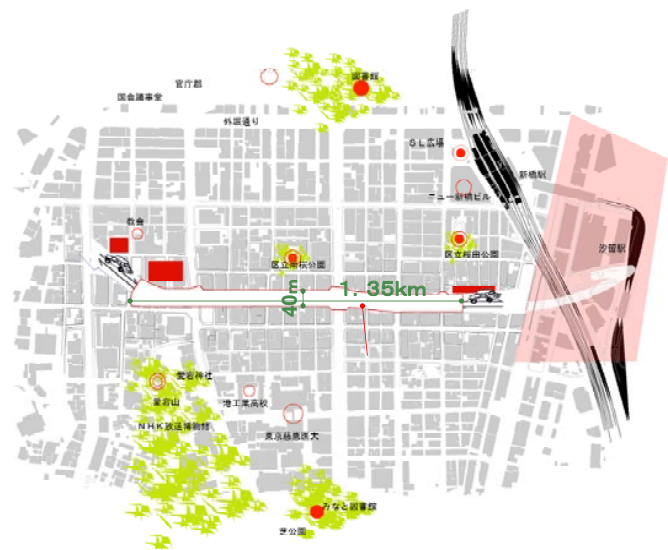 図書館
官庁郡
国会議事堂
外堀通り
SL広場
新橋駅
ニュー新橋ビル
教会
汐留駅
区立南桜公園
区立桜田公園
40m
1. 35km
愛宕神社
愛宕山
港工業高校
NHK放送博物館
東京慈恵医大
みなと図書館
芝公園